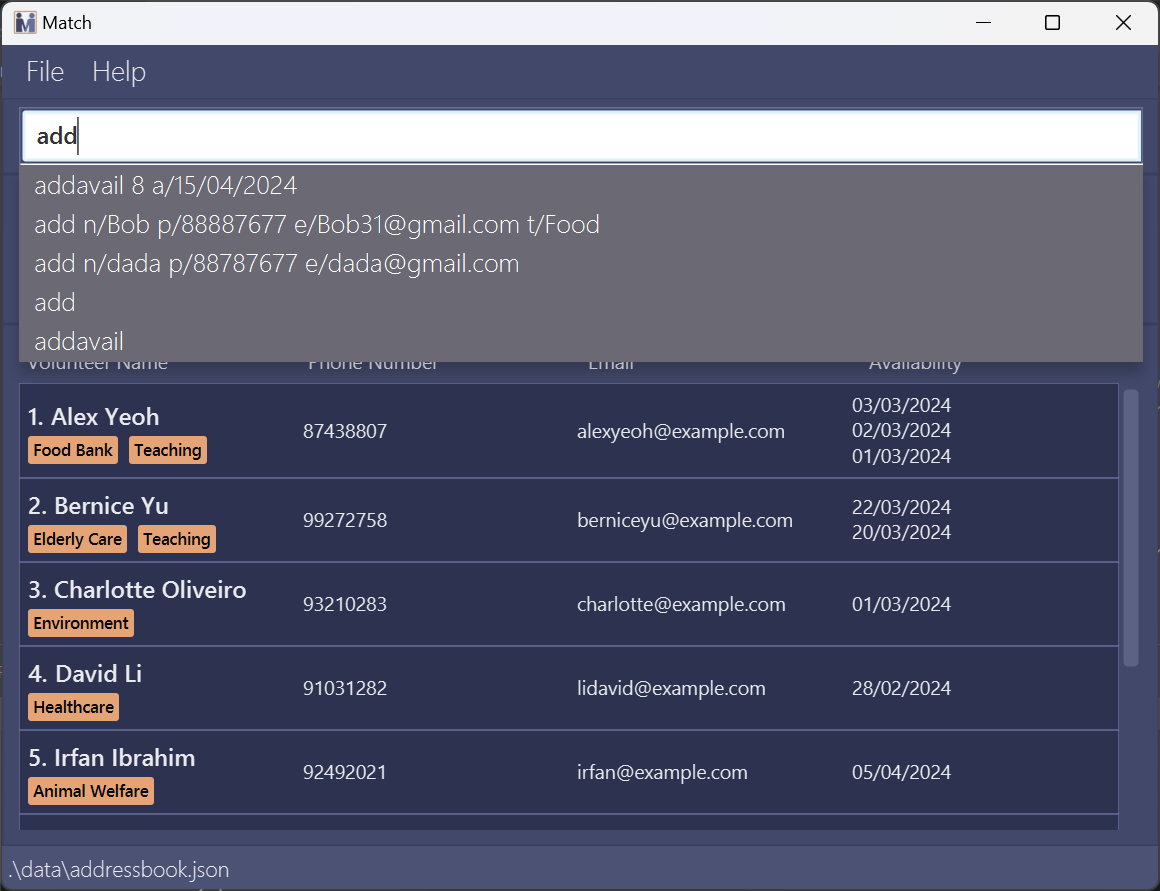 Match
File Help
add
addavail 8 a/15/04/2024
add n/Bob p/88887677 e/Bob31@gmail.com t/Food
add n/dada p/88787677 e/dada@gmail.com
add
addavail
Volunteer Name Phone Number Email Availability
1. Alex Yeoh
Food Bank Teaching
87438807
alexyeoh@example.com
03/03/2024
02/03/2024
01/03/2024
2. Bernice Yu
Elderly Care Teaching
99272758
berniceyu@example.com
22/03/2024
20/03/2024
3. Charlotte Oliveiro
Environment
93210283
charlotte@example.com
01/03/2024
4. David Li
Healthcare
91031282
lidavid@example.com
28/02/2024
5. Irfan Ibrahim
Animal Welfare
92492021
irfan@example.com
05/04/2024
.\data\addressbook.json